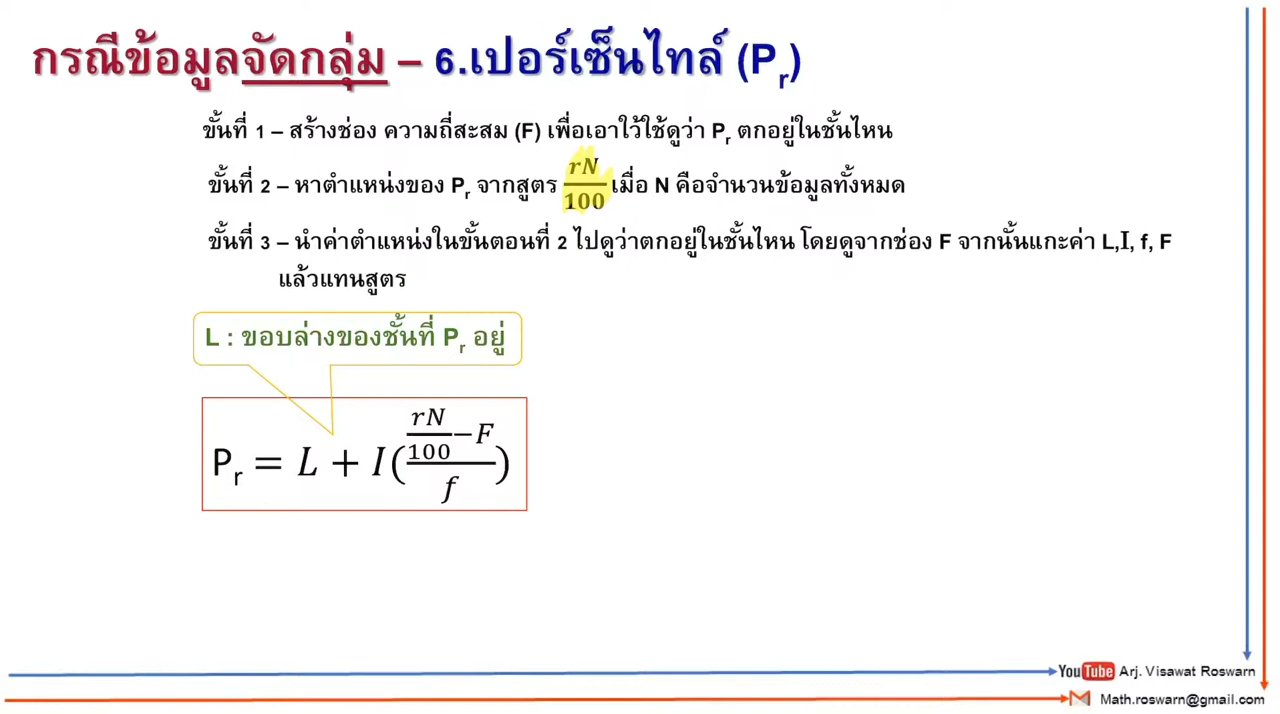 กรณีข้อมูลจัดกลุ่ม – 6.เปอร์เซ็นไทล์ (Pr)
ขั้นที่ 1 – สร้างช่อง ความถี่สะสม (F) เพื่อเอาใว้ใช้ดูว่า Pr ตกอยู่ในชั้นไหน
ขั้นที่ 2 – หาตำแหน่งของ Pr จากสูตร rN/100 เมื่อ N คือจำนวนข้อมูลทั้งหมด
ขั้นที่ 3 – นำค่าตำแหน่งในขั้นตอนที่ 2 ไปดูว่าตกอยู่ในชั้นไหน โดยดูจากช่อง F จากนั้นแกะค่า L,I, f, F
แล้วแทนสูตร
L : ขอบล่างของชั้นที่ Pr อยู่
Pr = L + I((rN/100 − F)/f)
YouTube Arj. Visawat Roswarn
Math.roswarn@gmail.com